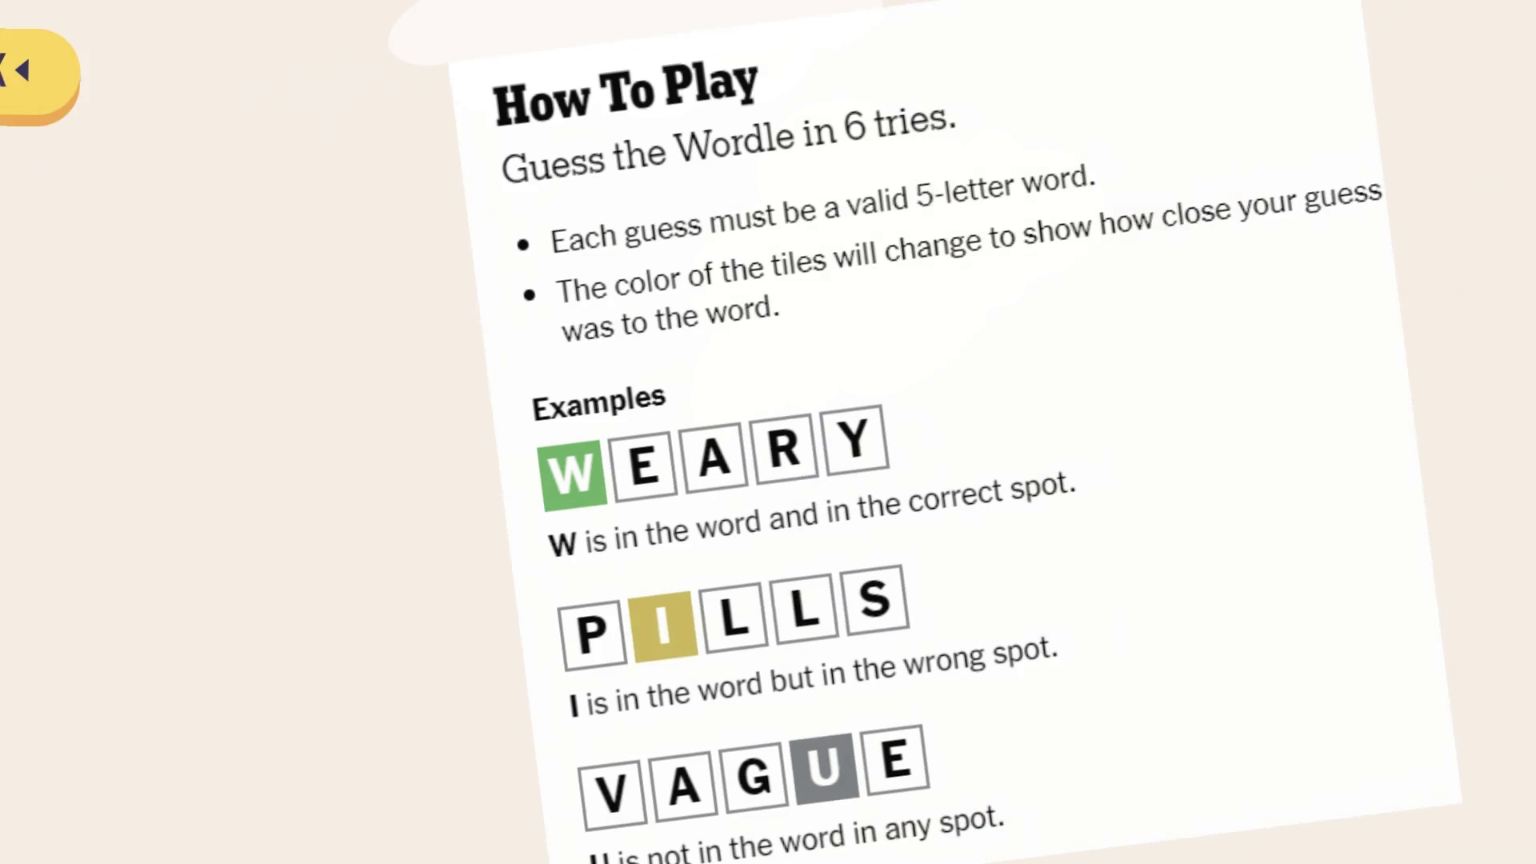 How To Play
Guess the Wordle in 6 tries.
• Each guess must be a valid 5-letter word.
• The color of the tiles will change to show how close your guess
was to the word.
Examples
WEARY
W is in the word and in the correct spot.
PILLS
I is in the word but in the wrong spot.
VAGUE
U is not in the word in any spot.